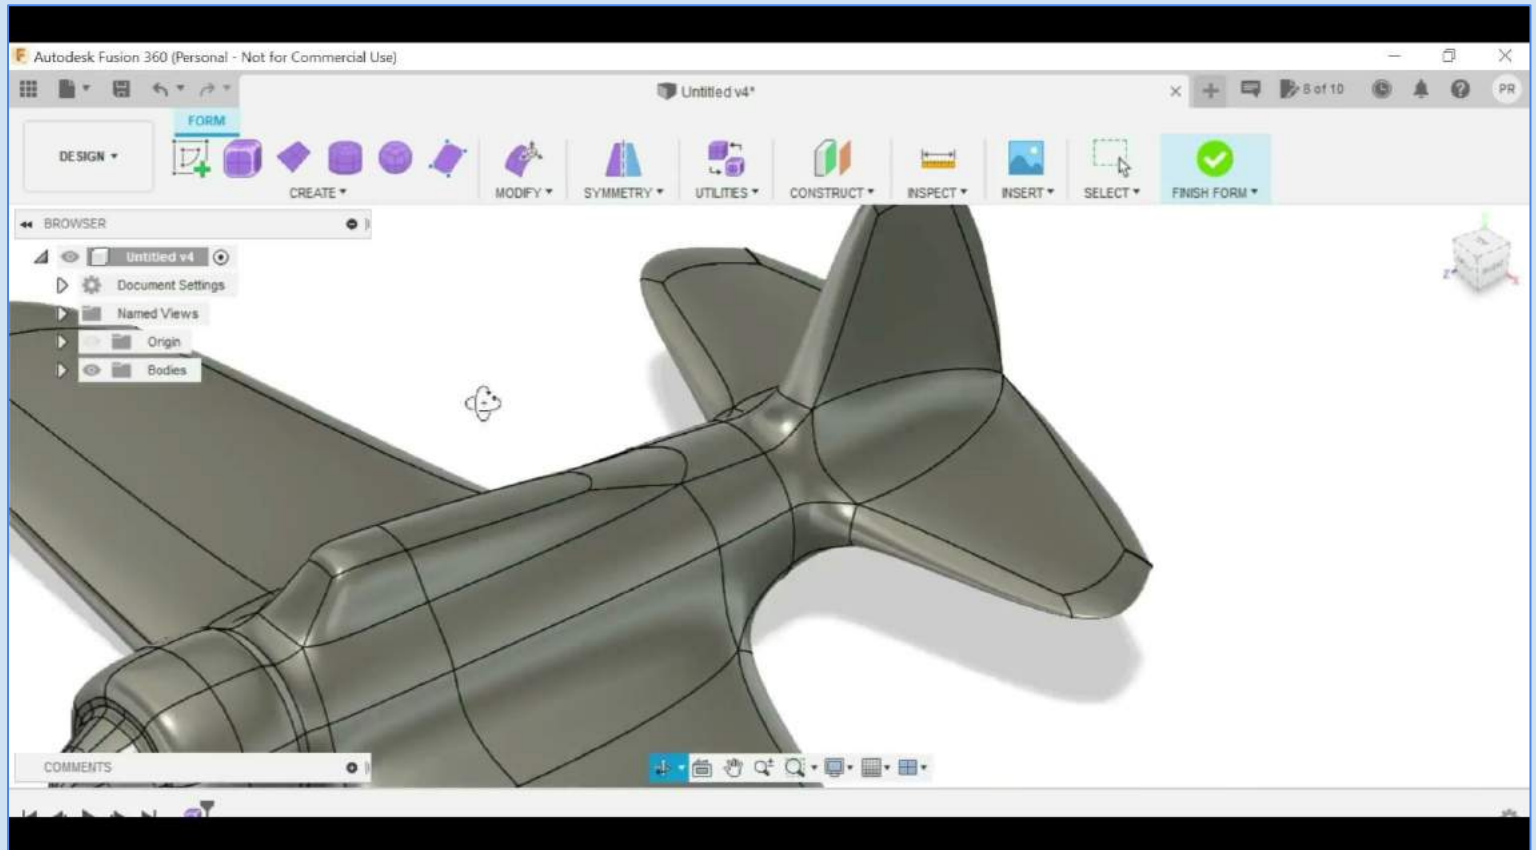 Autodesk Fusion 360 (Personal - Not for Commercial Use)
Untitled v4*
8 of 10
PR
FORM
DESIGN
CREATE
MODIFY
SYMMETRY
UTILITIES
CONSTRUCT
INSPECT
INSERT
SELECT
FINISH FORM
BROWSER
Untitled v4
Document Settings
Named Views
Origin
Bodies
Z
X
COMMENTS